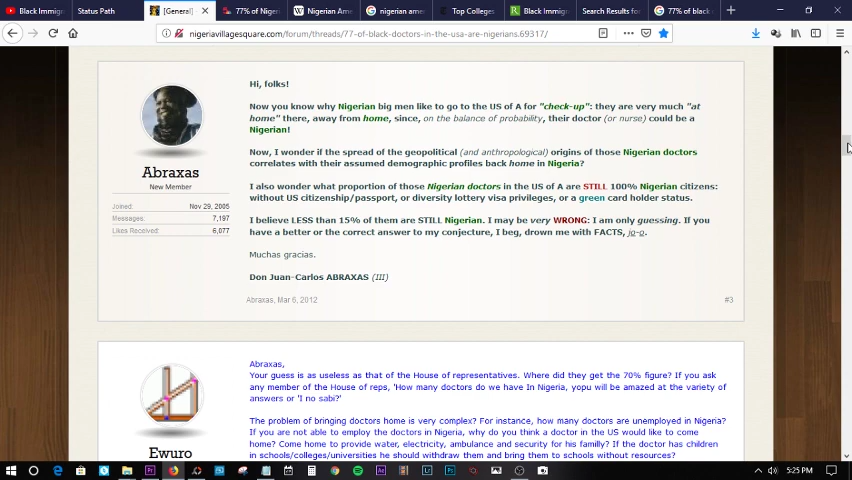 Black Immig
Status Path
[General]
77% of Niger
Nigerian Ame
nigerian ame
Top Colleges
Black Immig
Search Results fo
77% of black
nigeriavillagesquare.com/forum/threads/77-of-black-doctors-in-the-usa-are-nigerians.69317/
Hi, folks!
Now you know why Nigerian big men like to go to the US of A for "check-up": they are very much "at
home" there, away from home, since, on the balance of probability, their doctor (or nurse) could be a
Nigerian!
Now, I wonder if the spread of the geopolitical (and anthropological) origins of those Nigerian doctors
correlates with their assumed demographic profiles back home in Nigeria?
I also wonder what proportion of those Nigerian doctors in the US of A are STILL 100% Nigerian citizens:
without US citizenship/passport, or diversity lottery visa privileges, or a green card holder status.
I believe LESS than 15% of them are STILL Nigerian. I may be very WRONG: I am only guessing. If you
have a better or the correct answer to my conjecture, I beg, drown me with FACTS, jo-o.
Muchas gracias.
Don Juan-Carlos ABRAXAS (III)
Abraxas, Mar 6, 2012
#3
Abraxas
New Member
Joined: Nov 29, 2005
Messages: 7,197
Likes Received: 6,077
Abraxas,
Your guess is as useless as that of the House of representatives. Where did they get the 70% figure? If you ask
any member of the House of reps, 'How many doctors do we have In Nigeria, yopu will be amazed at the variety of
answers or 'I no sabi?'
The problem of bringing doctors home is very complex? For instance, how many doctors are unemployed in Nigeria?
If you are not able to employ the doctors in Nigeria, why do you think a doctor in the US would like to come
home? Come home to provide water, electricity, ambulance and security for his familly? If the doctor has children
in schools/colleges/universities he should withdraw them and bring them to schools without resources?
Ewuro
5:25 PM